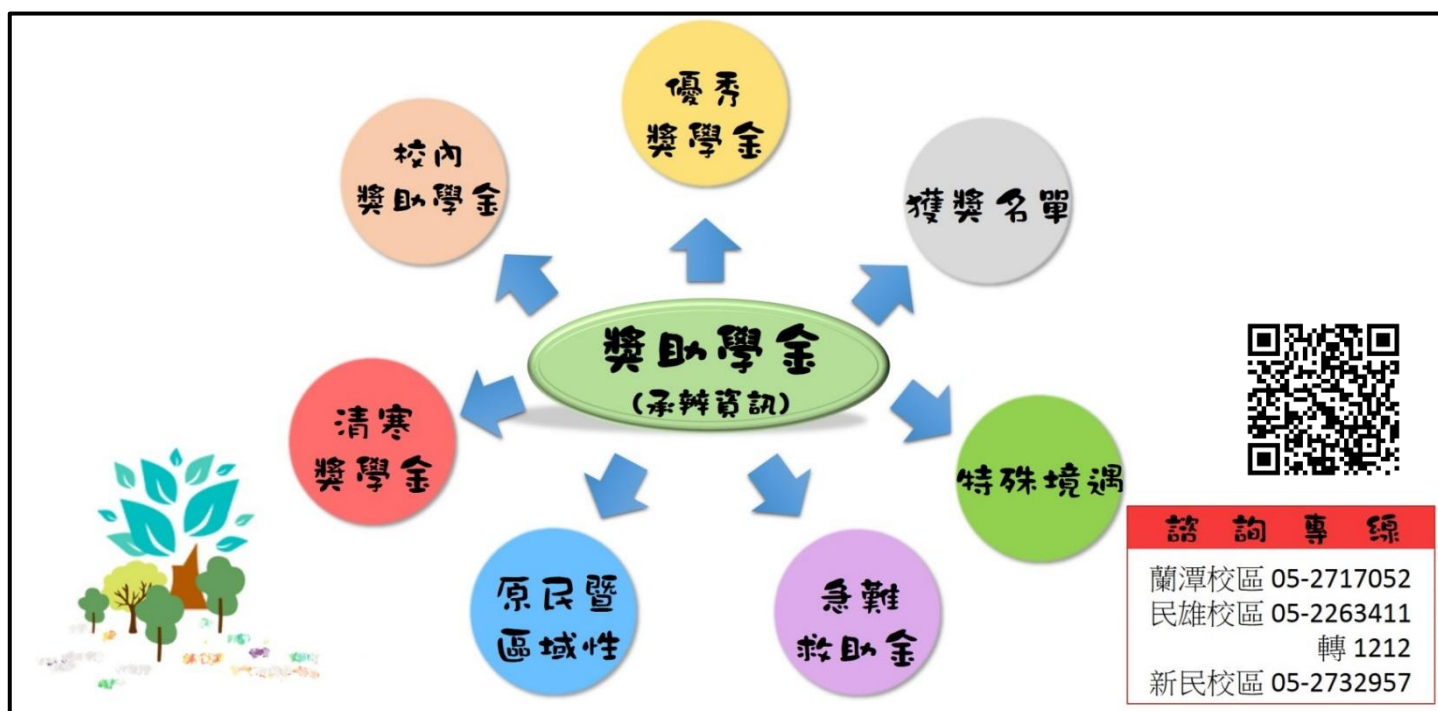 優秀
獎學金
校內
獎助學金
獲獎名單
獎助學金
(承辦資訊)
清寒
獎學金
特殊境遇
原民暨
區域性
急難
救助金
諮詢專線
蘭潭校區 05-2717052
民雄校區 05-2263411
轉 1212
新民校區 05-2732957